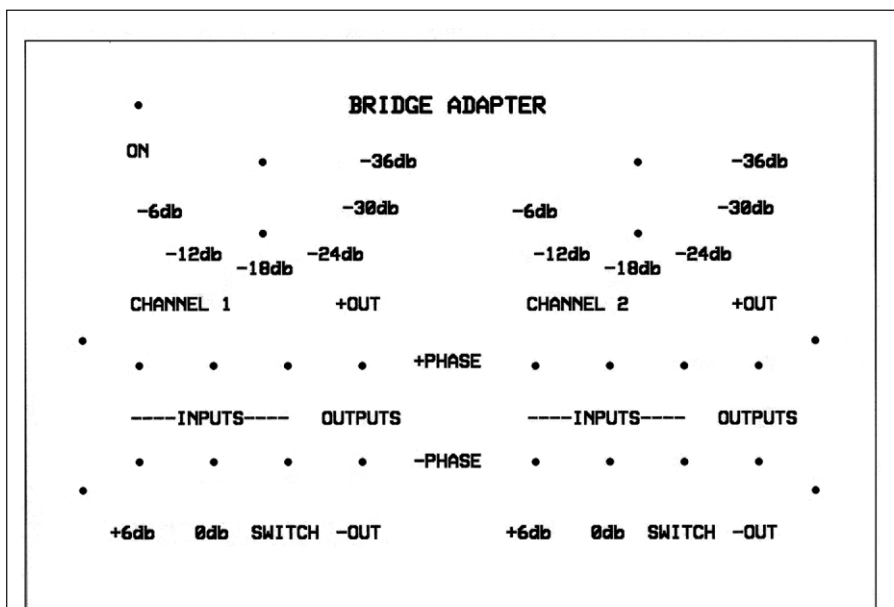 BRIDGE ADAPTER
ON
-36db -36db
-6db -30db -6db -30db
-12db -24db -12db -24db
-18db -18db
CHANNEL 1 +OUT CHANNEL 2 +OUT
+PHASE
----INPUTS---- OUTPUTS ----INPUTS---- OUTPUTS
-PHASE
+6db 0db SWITCH -OUT +6db 0db SWITCH -OUT